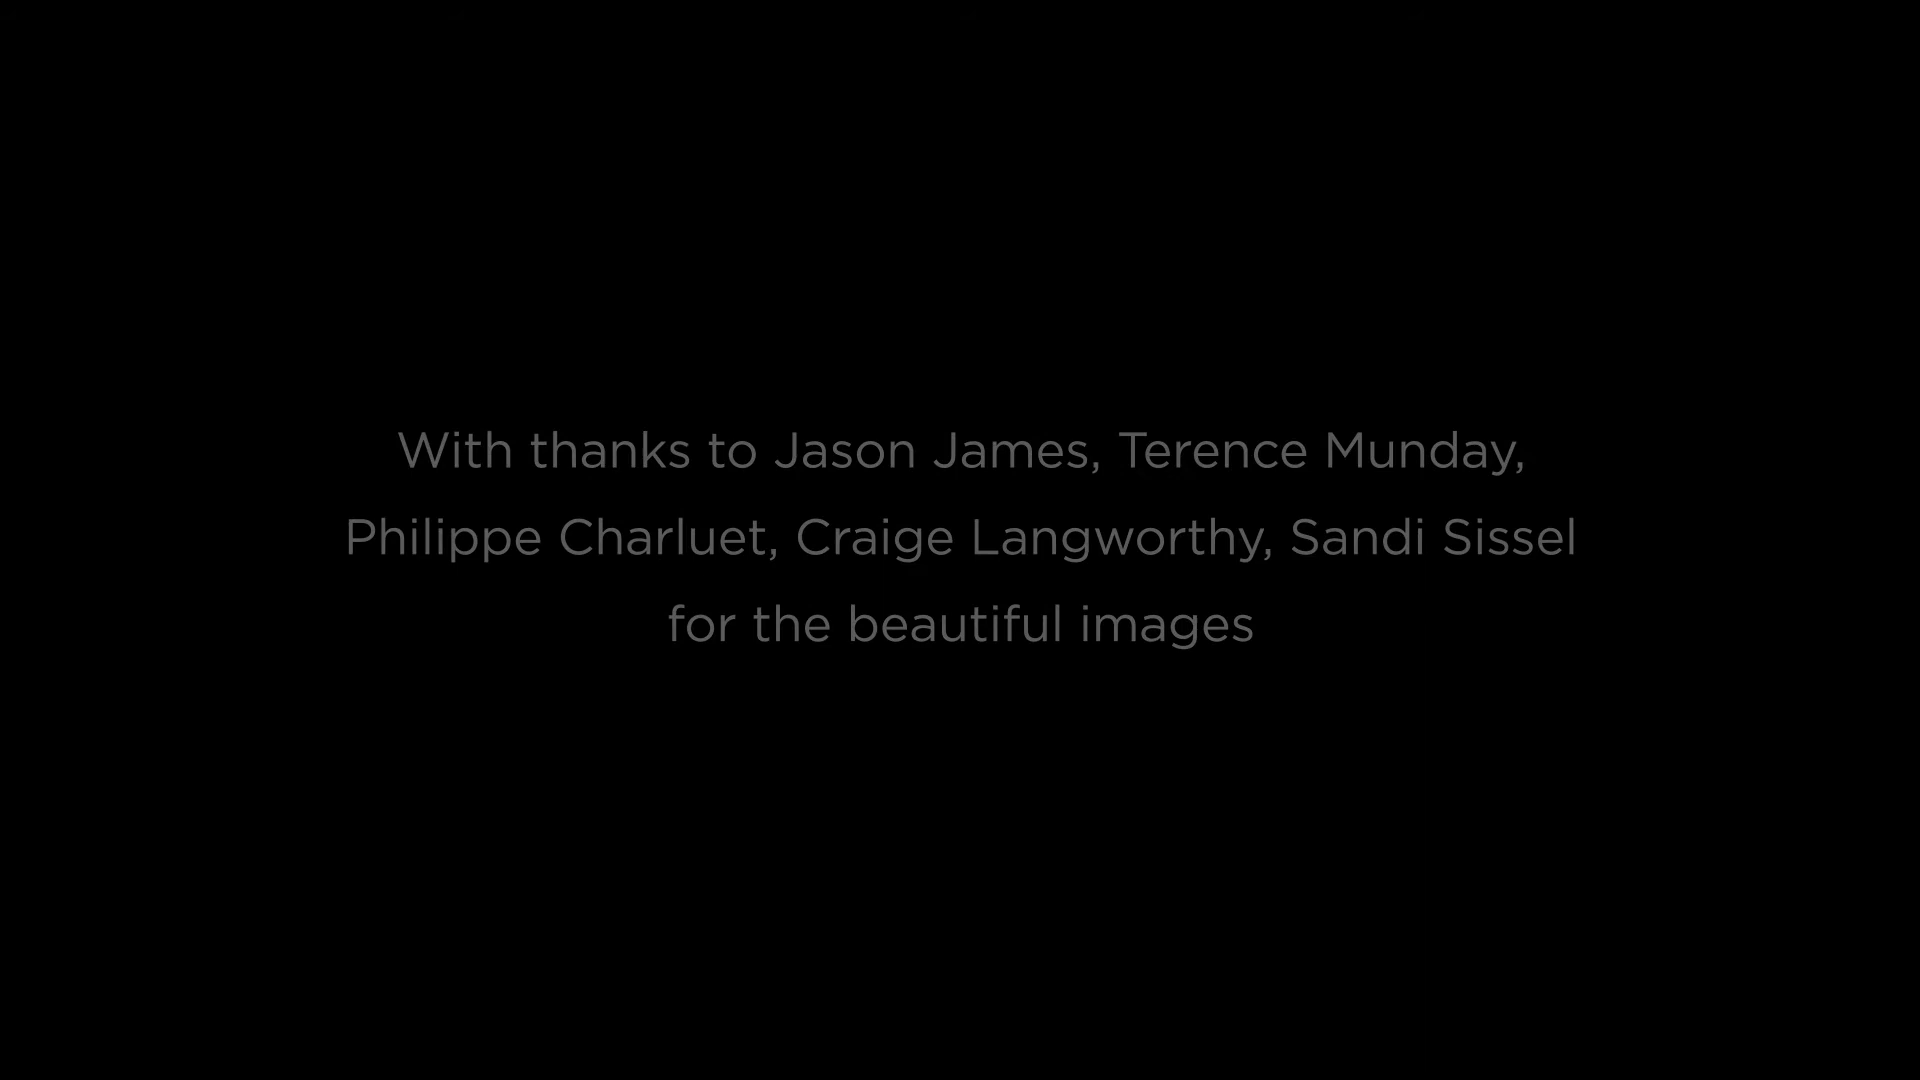 With thanks to Jason James, Terence Munday,
Philippe Charluet, Craige Langworthy, Sandi Sissel
for the beautiful images